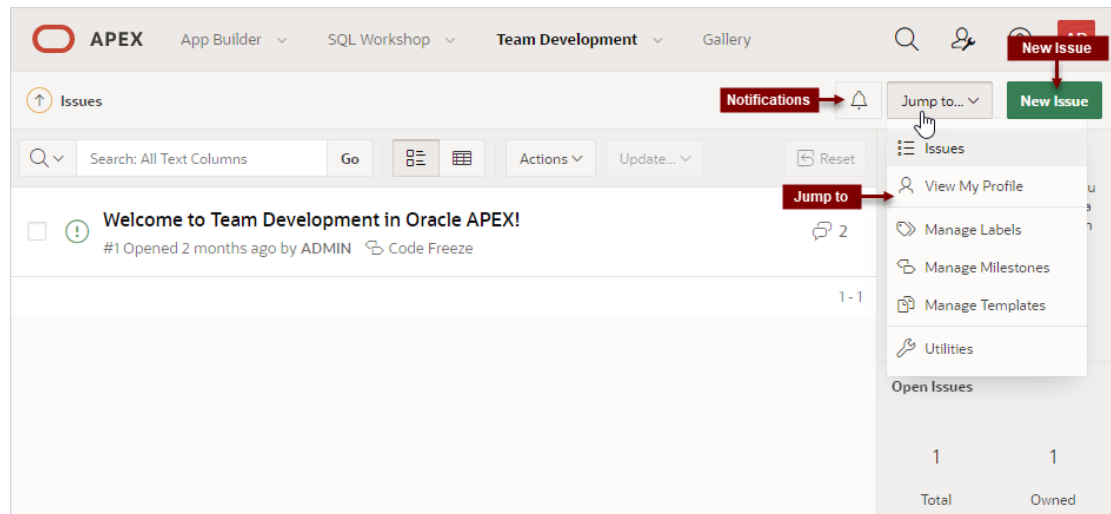 APEX App Builder SQL Workshop Team Development Gallery
New Issue
Issues Notifications Jump to... New Issue
Search: All Text Columns Go Actions Update... Reset
Issues
View My Profile
Jump to
Welcome to Team Development in Oracle APEX!
2
#1 Opened 2 months ago by ADMIN Code Freeze
Manage Labels
Manage Milestones
1 - 1
Manage Templates
Utilities
Open Issues
1 1
Total Owned